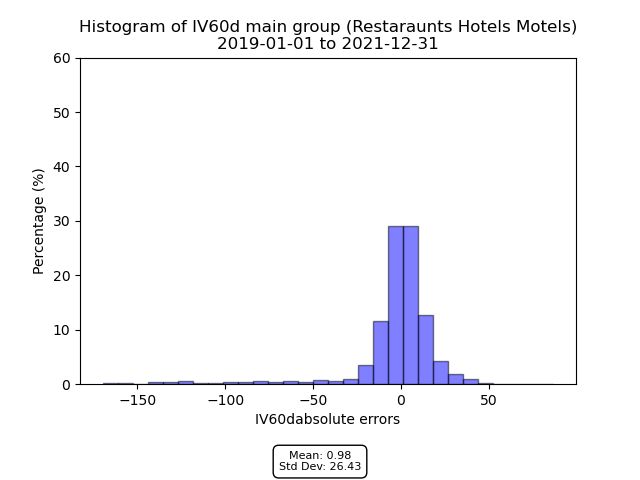 Histogram of IV60d main group (Restaraunts Hotels Motels)
2019-01-01 to 2021-12-31
60
50
40
30
20
10
0
Percentage (%)
−150
−100
−50
0
50
IV60dabsolute errors
Mean: 0.98
Std Dev: 26.43